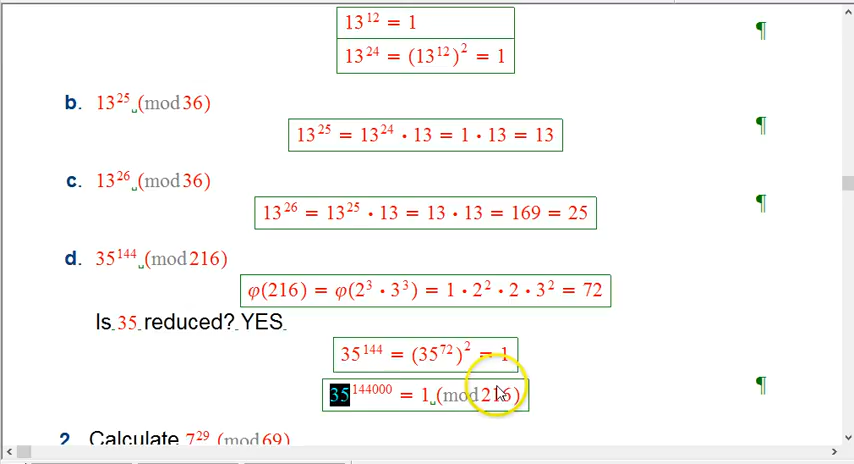 13¹² = 1
13²⁴ = (13¹²)² = 1
¶
b. 13²⁵ (mod 36)
13²⁵ = 13²⁴ • 13 = 1 • 13 = 13
¶
c. 13²⁶ (mod 36)
13²⁶ = 13²⁵ • 13 = 13 • 13 = 169 = 25
¶
d. 35¹⁴⁴ (mod 216)
φ(216) = φ(2³ • 3³) = 1 • 2² • 2 • 3² = 72
Is 35 reduced? YES
35¹⁴⁴ = (35⁷²)² = 1
35¹⁴⁴⁰⁰⁰ = 1 (mod 216)
¶
2. Calculate 7²⁹ (mod 69)